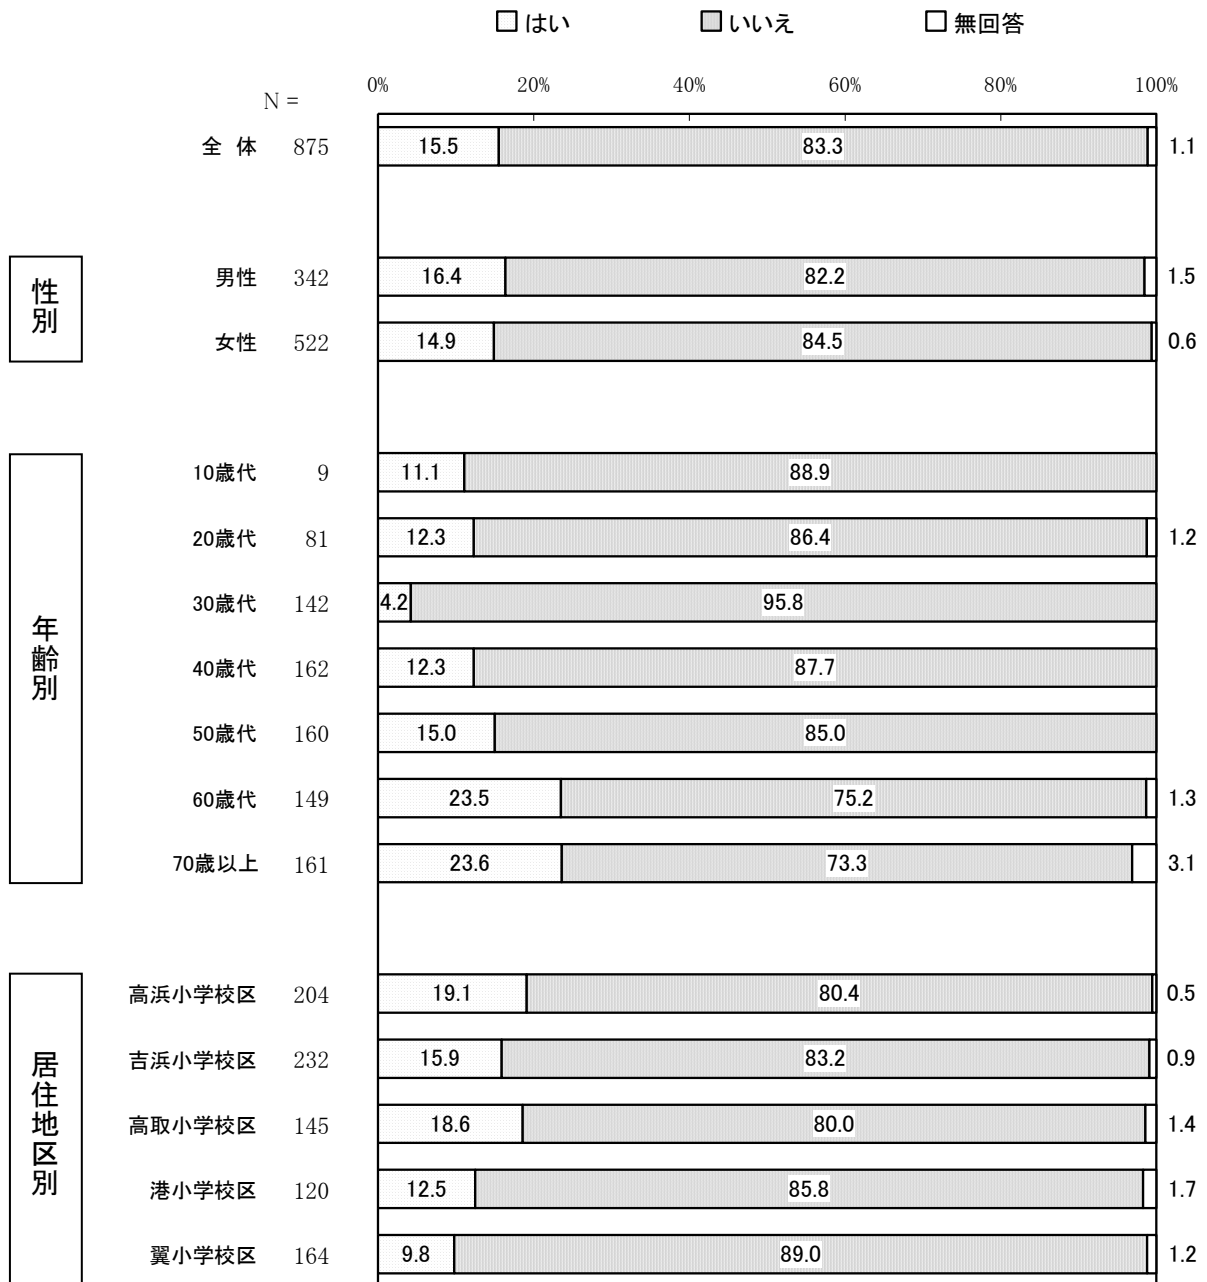 はい いいえ 無回答
0% 20% 40% 60% 80% 100%
N =
全 体 875 15.5 83.3 1.1
性別
男性 342 16.4 82.2 1.5
女性 522 14.9 84.5 0.6
年齢別
10歳代 9 11.1 88.9
20歳代 81 12.3 86.4 1.2
30歳代 142 4.2 95.8
40歳代 162 12.3 87.7
50歳代 160 15.0 85.0
60歳代 149 23.5 75.2 1.3
70歳以上 161 23.6 73.3 3.1
居住地区別
高浜小学校区 204 19.1 80.4 0.5
吉浜小学校区 232 15.9 83.2 0.9
高取小学校区 145 18.6 80.0 1.4
港小学校区 120 12.5 85.8 1.7
翼小学校区 164 9.8 89.0 1.2